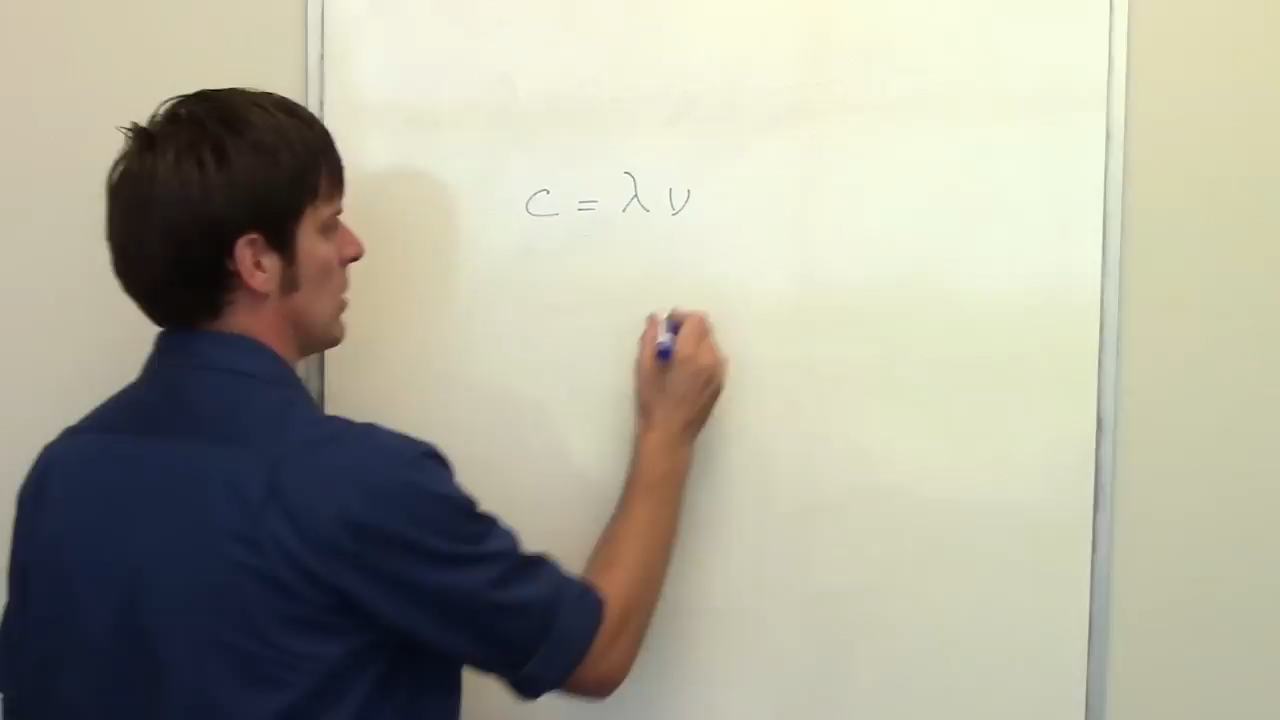 c = λ ν